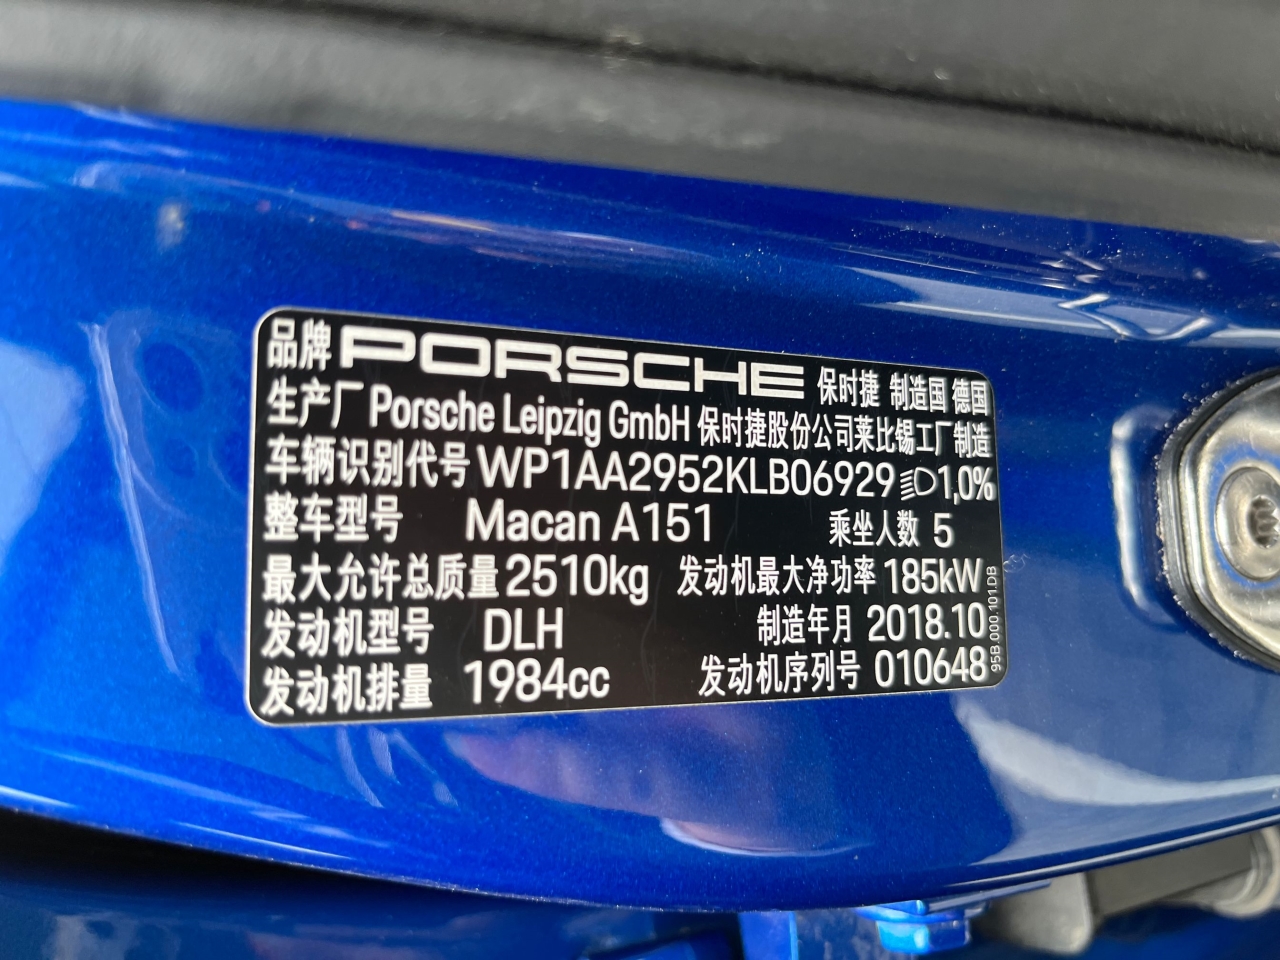 品牌 PORSCHE 保时捷 制造国 德国
生产厂 Porsche Leipzig GmbH 保时捷股份公司莱比锡工厂制造
车辆识别代号 WP1AA2952KLB06929 1,0%
整车型号 Macan A151 乘坐人数 5
最大允许总质量 2510kg 发动机最大净功率 185kW
发动机型号 DLH 制造年月 2018.10
发动机排量 1984cc 发动机序列号 010648
95B.000.101.DB